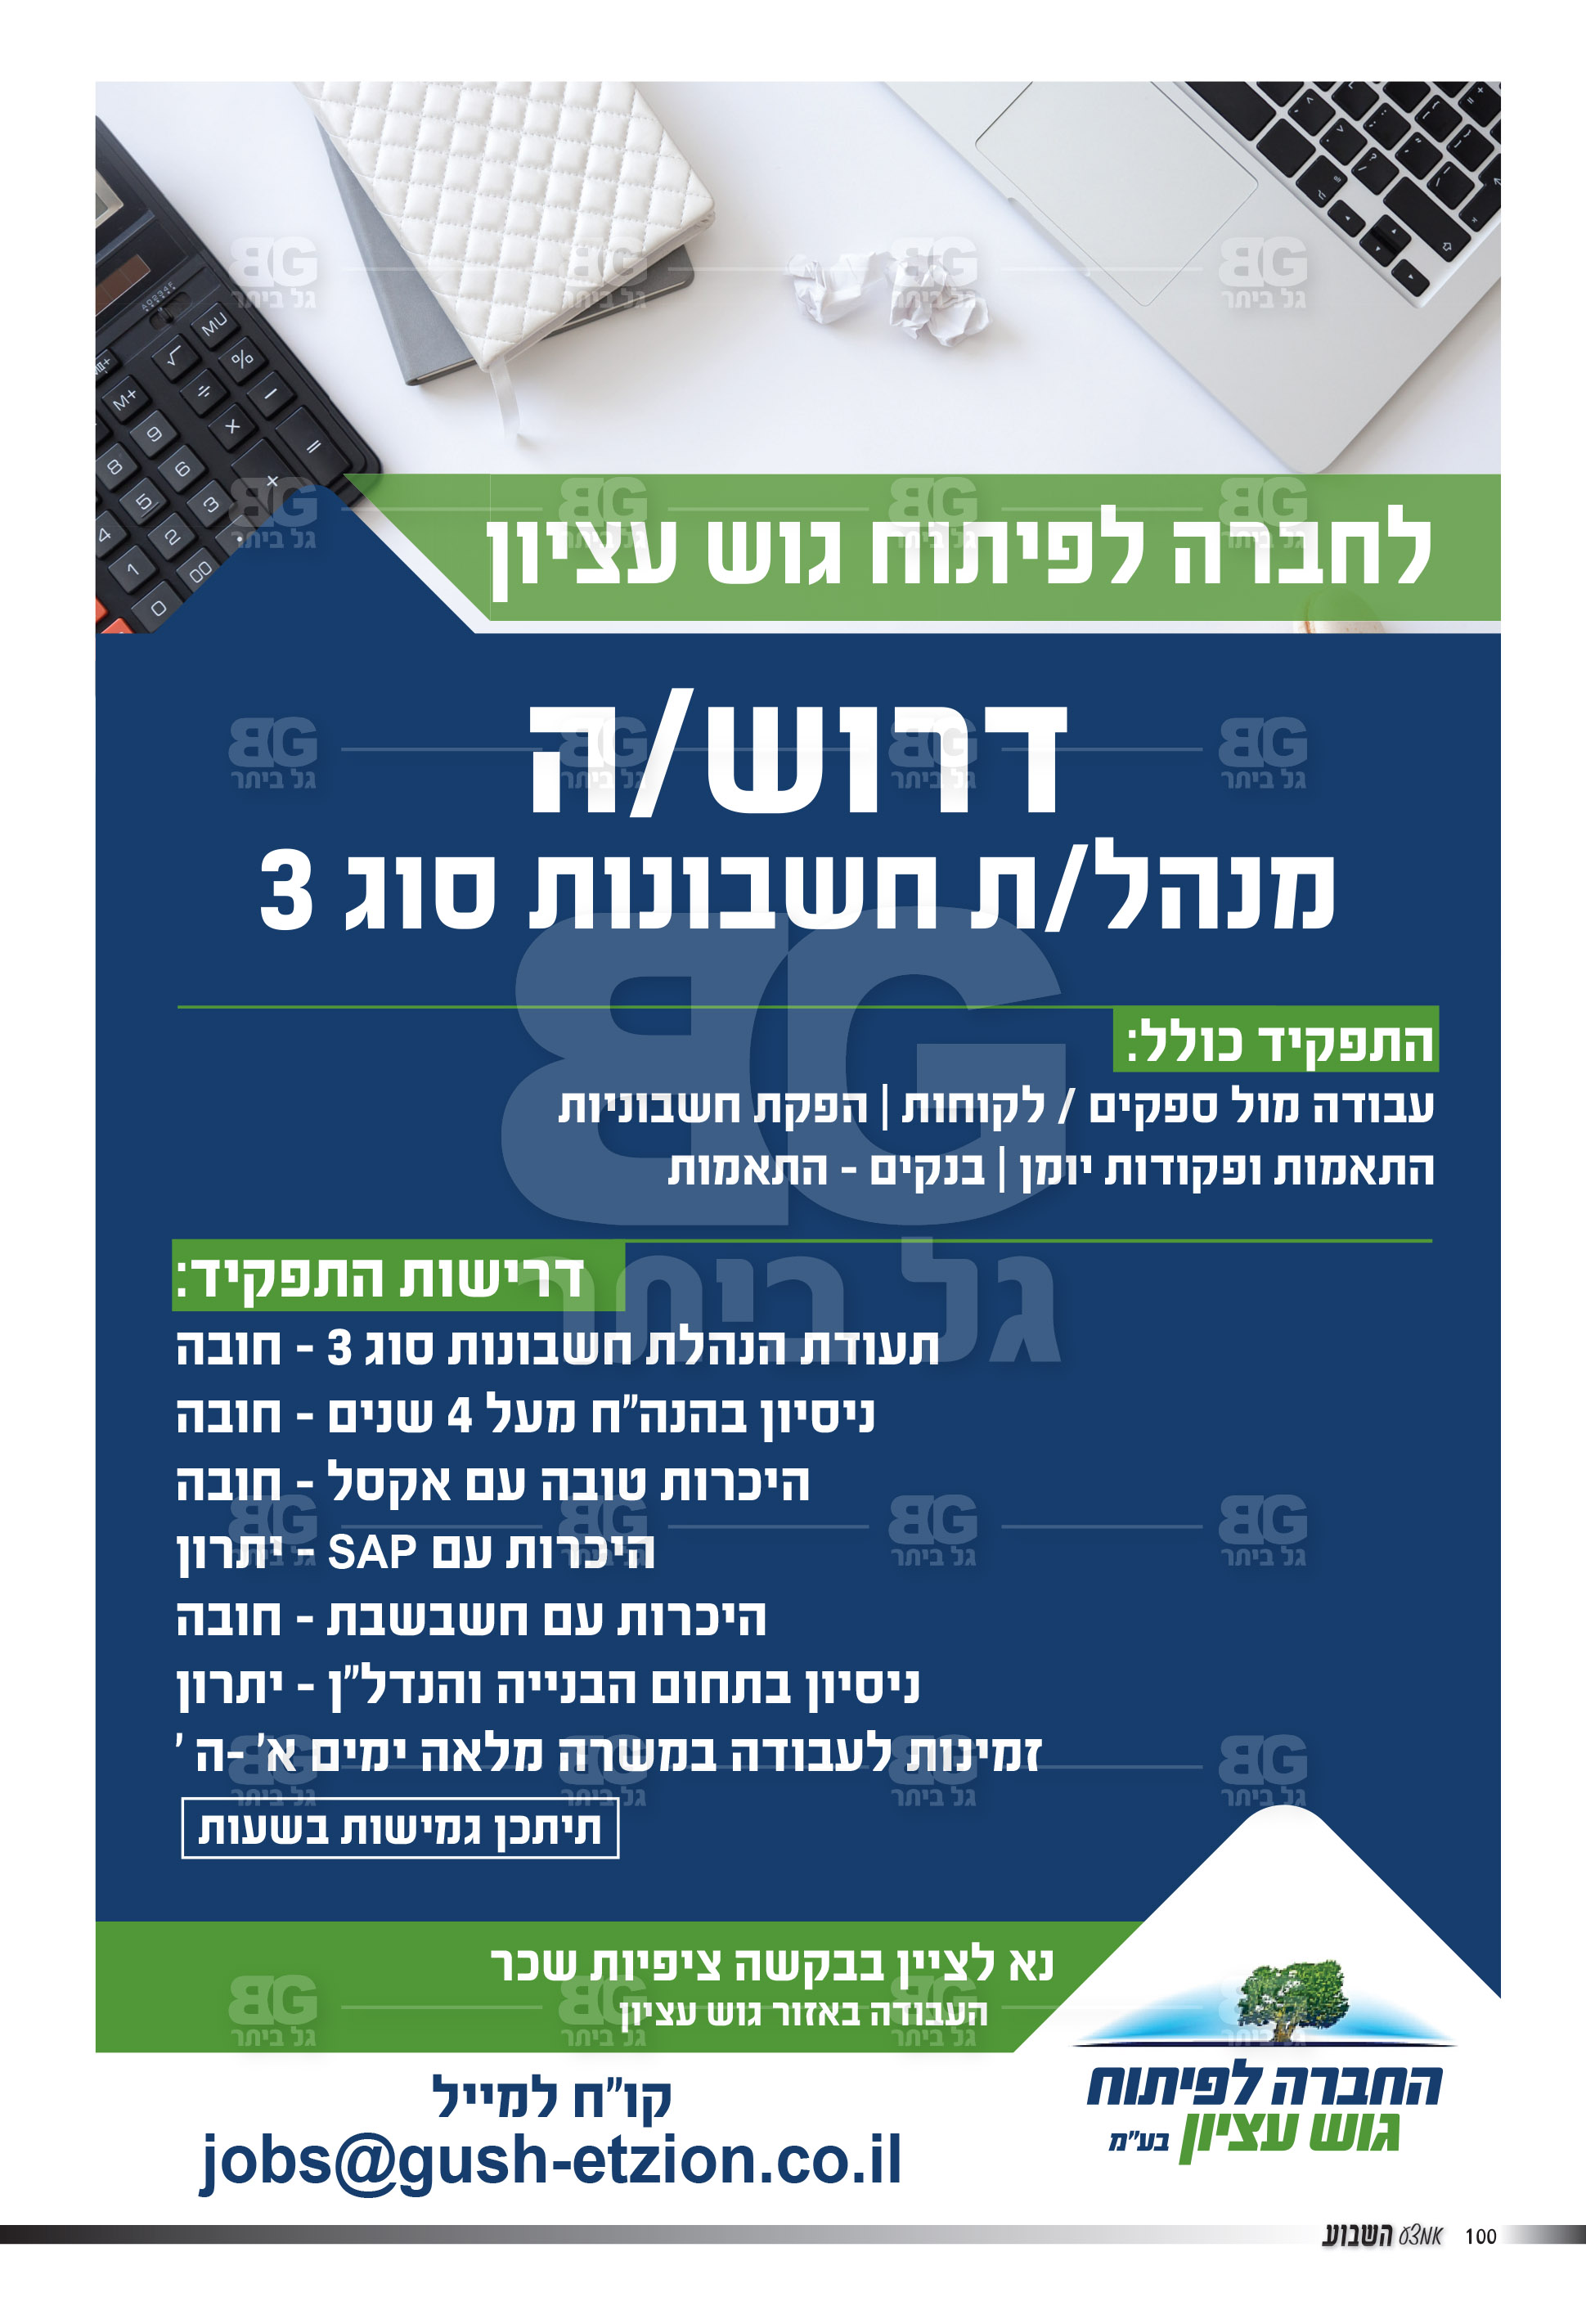 לחברה לפיתוח גוש עציון
דרוש/ה
מנהל/ת חשבונות סוג 3
התפקיד כולל:
עבודה מול ספקים / לקוחות | הפקת חשבוניות
התאמות ופקודות יומן | בנקים - התאמות
דרישות התפקיד:
תעודת הנהלת חשבונות סוג 3 - חובה
ניסיון בהנה"ח מעל 4 שנים - חובה
היכרות טובה עם אקסל - חובה
היכרות עם SAP - יתרון
היכרות עם חשבשבת - חובה
ניסיון בתחום הבנייה והנדל"ן - יתרון
זמינות לעבודה במשרה מלאה ימים א' -ה '
תיתכן גמישות בשעות
נא לציין בבקשה ציפיות שכר
העבודה באזור גוש עציון
קו"ח למייל
jobs@gush-etzion.co.il
החברה לפיתוח
גוש עציון בע"מ
BG
גל ביתר
100 אמצע השבוע